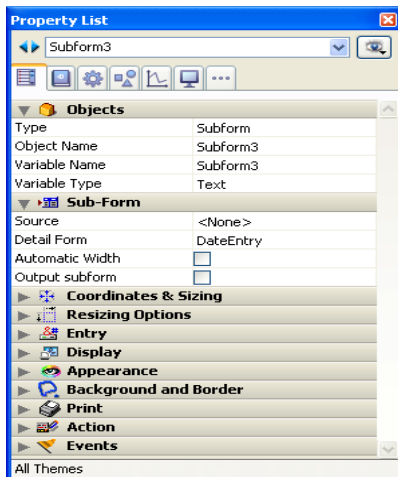 Property List
Subform3
Objects
Type Subform
Object Name Subform3
Variable Name Subform3
Variable Type Text
Sub-Form
Source <None>
Detail Form DateEntry
Automatic Width
Output subform
Coordinates & Sizing
Resizing Options
Entry
Display
Appearance
Background and Border
Print
Action
Events
All Themes